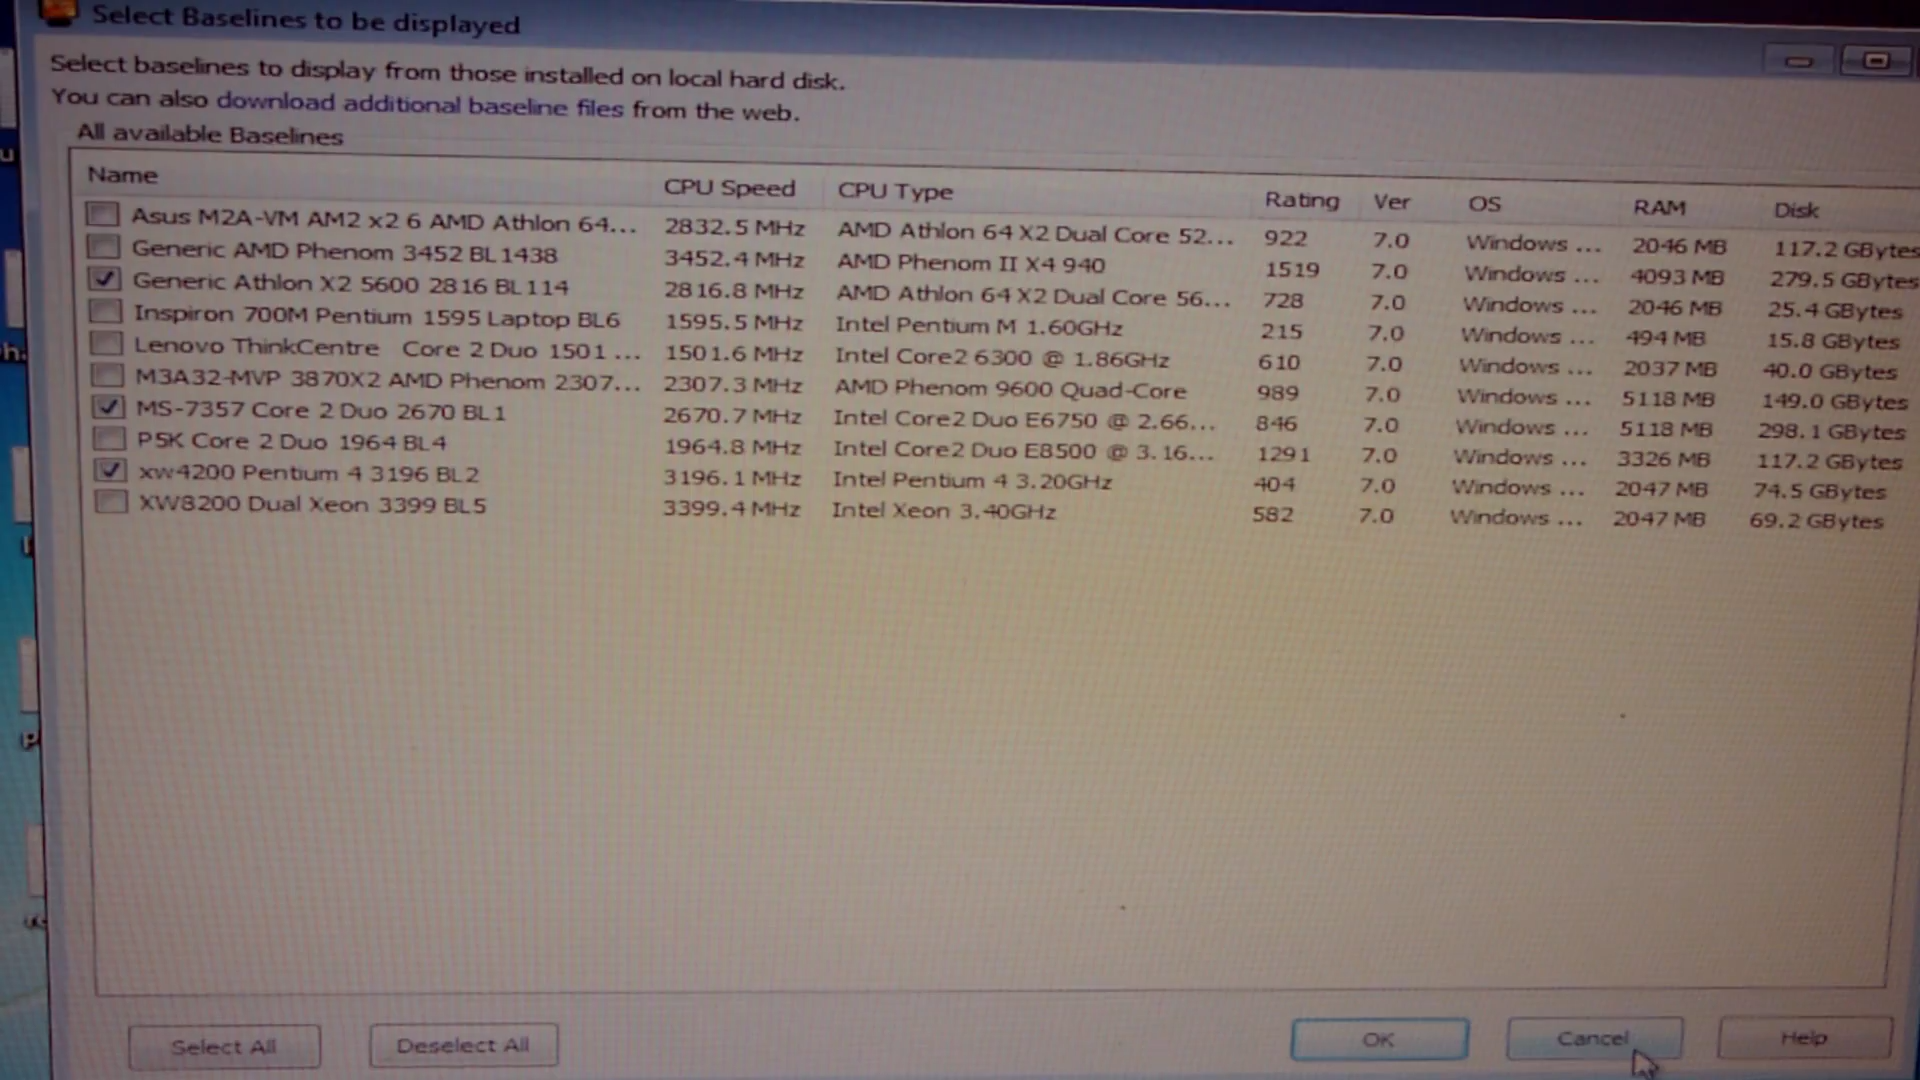 Select Baselines to be displayed
Select baselines to display from those installed on local hard disk.
You can also download additional baseline files from the web.
All available Baselines
Name CPU Speed CPU Type Rating Ver OS RAM Disk
Asus M2A-VM AM2 x2 6 AMD Athlon 64... 2832.5 MHz AMD Athlon 64 X2 Dual Core 52... 922 7.0 Windows ... 2046 MB 117.2 GBytes
Generic AMD Phenom 3452 BL1438 3452.4 MHz AMD Phenom II X4 940 1519 7.0 Windows ... 4093 MB 279.5 GBytes
Generic Athlon X2 5600 2816 BL114 2816.8 MHz AMD Athlon 64 X2 Dual Core 56... 728 7.0 Windows ... 2046 MB 25.4 GBytes
Inspiron 700M Pentium 1595 Laptop BL6 1595.5 MHz Intel Pentium M 1.60GHz 215 7.0 Windows ... 494 MB 15.8 GBytes
Lenovo ThinkCentre Core 2 Duo 1501 ... 1501.6 MHz Intel Core2 6300 @ 1.86GHz 610 7.0 Windows ... 2037 MB 40.0 GBytes
M3A32-MVP 3870X2 AMD Phenom 2307... 2307.3 MHz AMD Phenom 9600 Quad-Core 989 7.0 Windows ... 5118 MB 149.0 GBytes
MS-7357 Core 2 Duo 2670 BL1 2670.7 MHz Intel Core2 Duo E6750 @ 2.66... 846 7.0 Windows ... 5118 MB 298.1 GBytes
P5K Core 2 Duo 1964 BL4 1964.8 MHz Intel Core2 Duo E8500 @ 3.16... 1291 7.0 Windows ... 3326 MB 117.2 GBytes
xw4200 Pentium 4 3196 BL2 3196.1 MHz Intel Pentium 4 3.20GHz 404 7.0 Windows ... 2047 MB 74.5 GBytes
XW8200 Dual Xeon 3399 BL5 3399.4 MHz Intel Xeon 3.40GHz 582 7.0 Windows ... 2047 MB 69.2 GBytes
Select All Deselect All OK Cancel Help